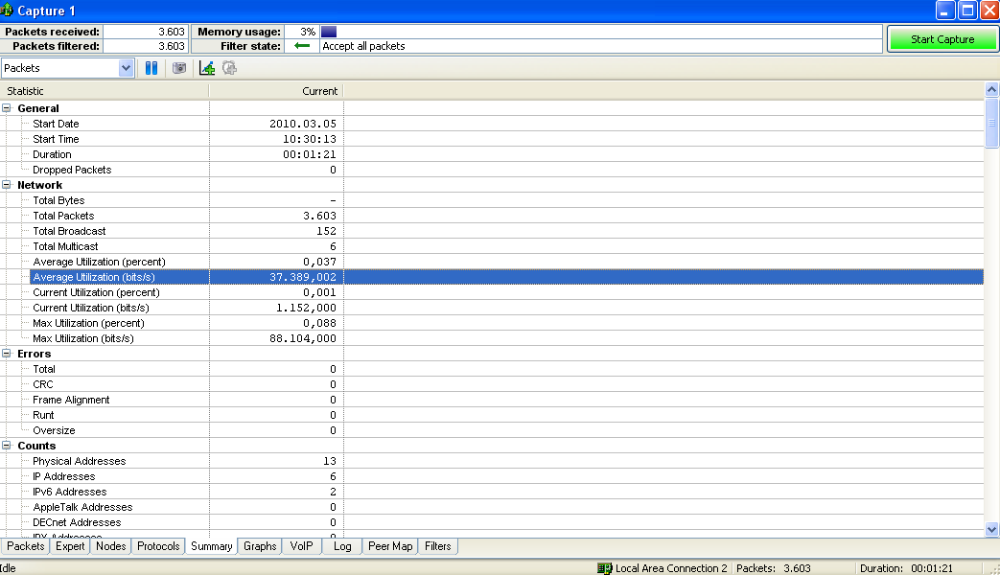 Capture 1
Packets received: 3.603 Memory usage: 3%
Packets filtered: 3.603 Filter state: Accept all packets
Start Capture
Packets
Statistic Current
General
Start Date 2010.03.05
Start Time 10:30:13
Duration 00:01:21
Dropped Packets 0
Network
Total Bytes -
Total Packets 3.603
Total Broadcast 152
Total Multicast 6
Average Utilization (percent) 0,037
Average Utilization (bits/s) 37.389,002
Current Utilization (percent) 0,001
Current Utilization (bits/s) 1.152,000
Max Utilization (percent) 0,088
Max Utilization (bits/s) 88.104,000
Errors
Total 0
CRC 0
Frame Alignment 0
Runt 0
Oversize 0
Counts
Physical Addresses 13
IP Addresses 6
IPv6 Addresses 2
AppleTalk Addresses 0
DECnet Addresses 0
IPX Addresses 0
Packets Expert Nodes Protocols Summary Graphs VoIP Log Peer Map Filters
Idle Local Area Connection 2 Packets: 3.603 Duration: 00:01:21